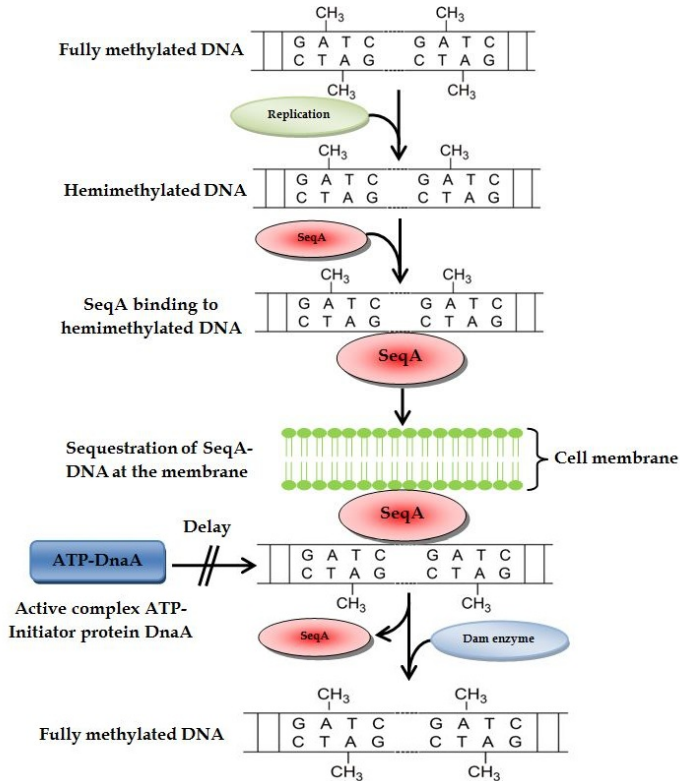 CH3 CH3
Fully methylated DNA
G A T C G A T C
C T A G C T A G
CH3 CH3
Replication
CH3 CH3
Hemimethylated DNA
G A T C G A T C
C T A G C T A G
SeqA
CH3 CH3
SeqA binding to
hemimethylated DNA
G A T C G A T C
C T A G C T A G
SeqA
Sequestration of SeqA-
DNA at the membrane
Cell membrane
SeqA
Delay
ATP-DnaA
G A T C G A T C
C T A G C T A G
CH3 CH3
Active complex ATP-
Initiator protein DnaA
SeqA
Dam enzyme
CH3 CH3
Fully methylated DNA
G A T C G A T C
C T A G C T A G
CH3 CH3